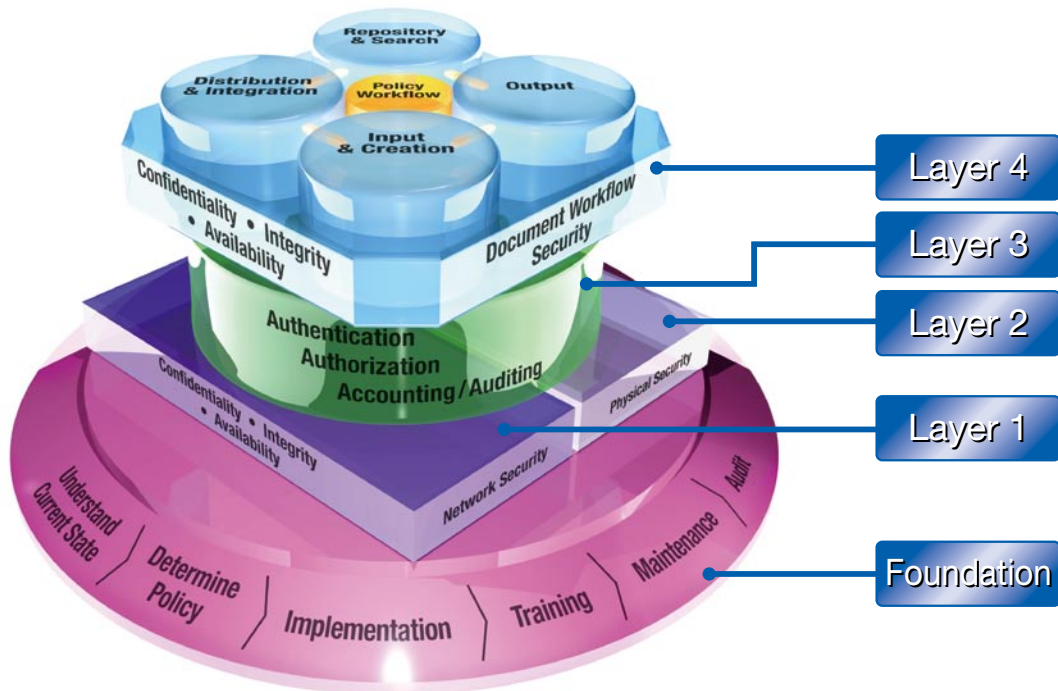 Repository
& Search
Distribution
& Integration
Policy
Workflow
Output
Input
& Creation
Confidentiality • Integrity
• Availability
Document Workflow
Security
Layer 4
Layer 3
Authentication
Authorization
Accounting/Auditing
Layer 2
Confidentiality • Integrity
• Availability
Physical Security
Network Security
Layer 1
Understand
Current State
Determine
Policy
Implementation
Training
Maintenance
Audit
Foundation